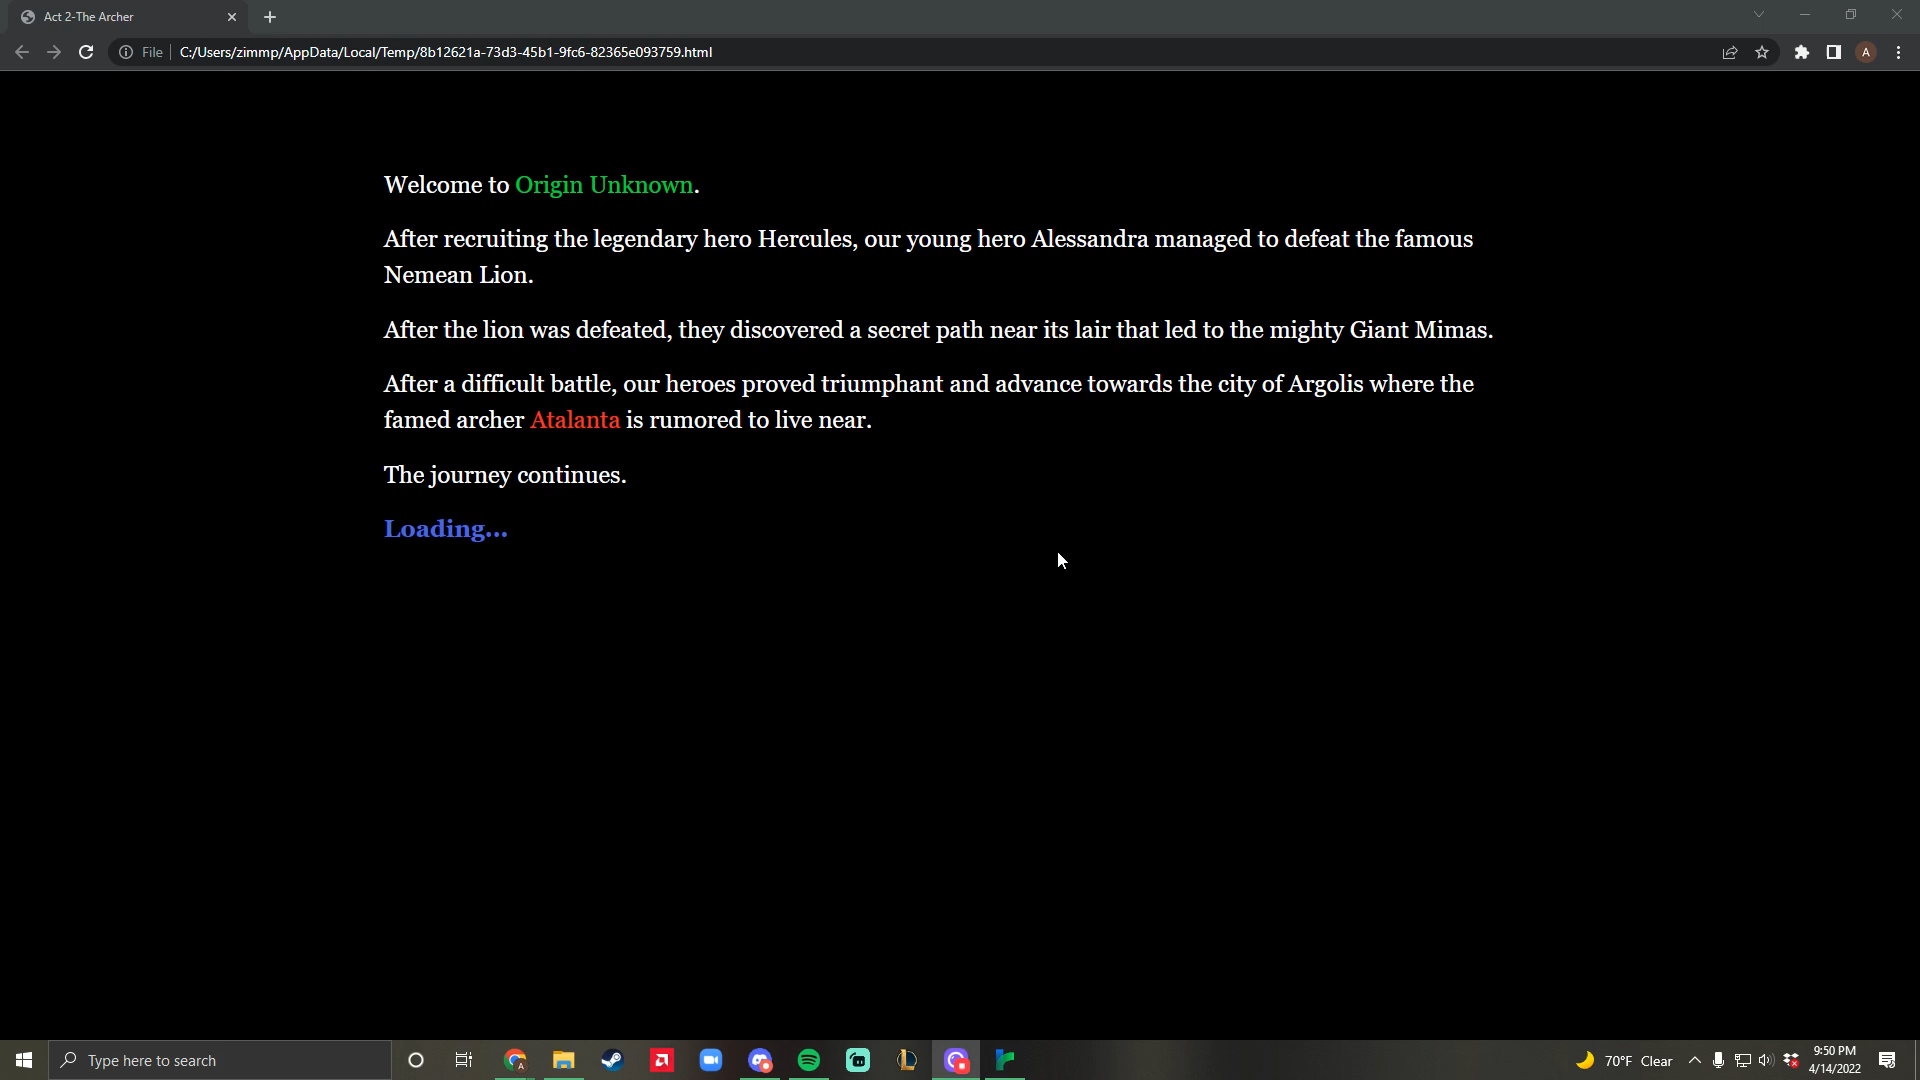 Act 2-The Archer
File
C:/Users/zimmp/AppData/Local/Temp/8b12621a-73d3-45b1-9fc6-82365e093759.html
A
Welcome to Origin Unknown.
After recruiting the legendary hero Hercules, our young hero Alessandra managed to defeat the famous
Nemean Lion.
After the lion was defeated, they discovered a secret path near its lair that led to the mighty Giant Mimas.
After a difficult battle, our heroes proved triumphant and advance towards the city of Argolis where the
famed archer Atalanta is rumored to live near.
The journey continues.
Loading...
Type here to search
70°F Clear
9:50 PM
4/14/2022